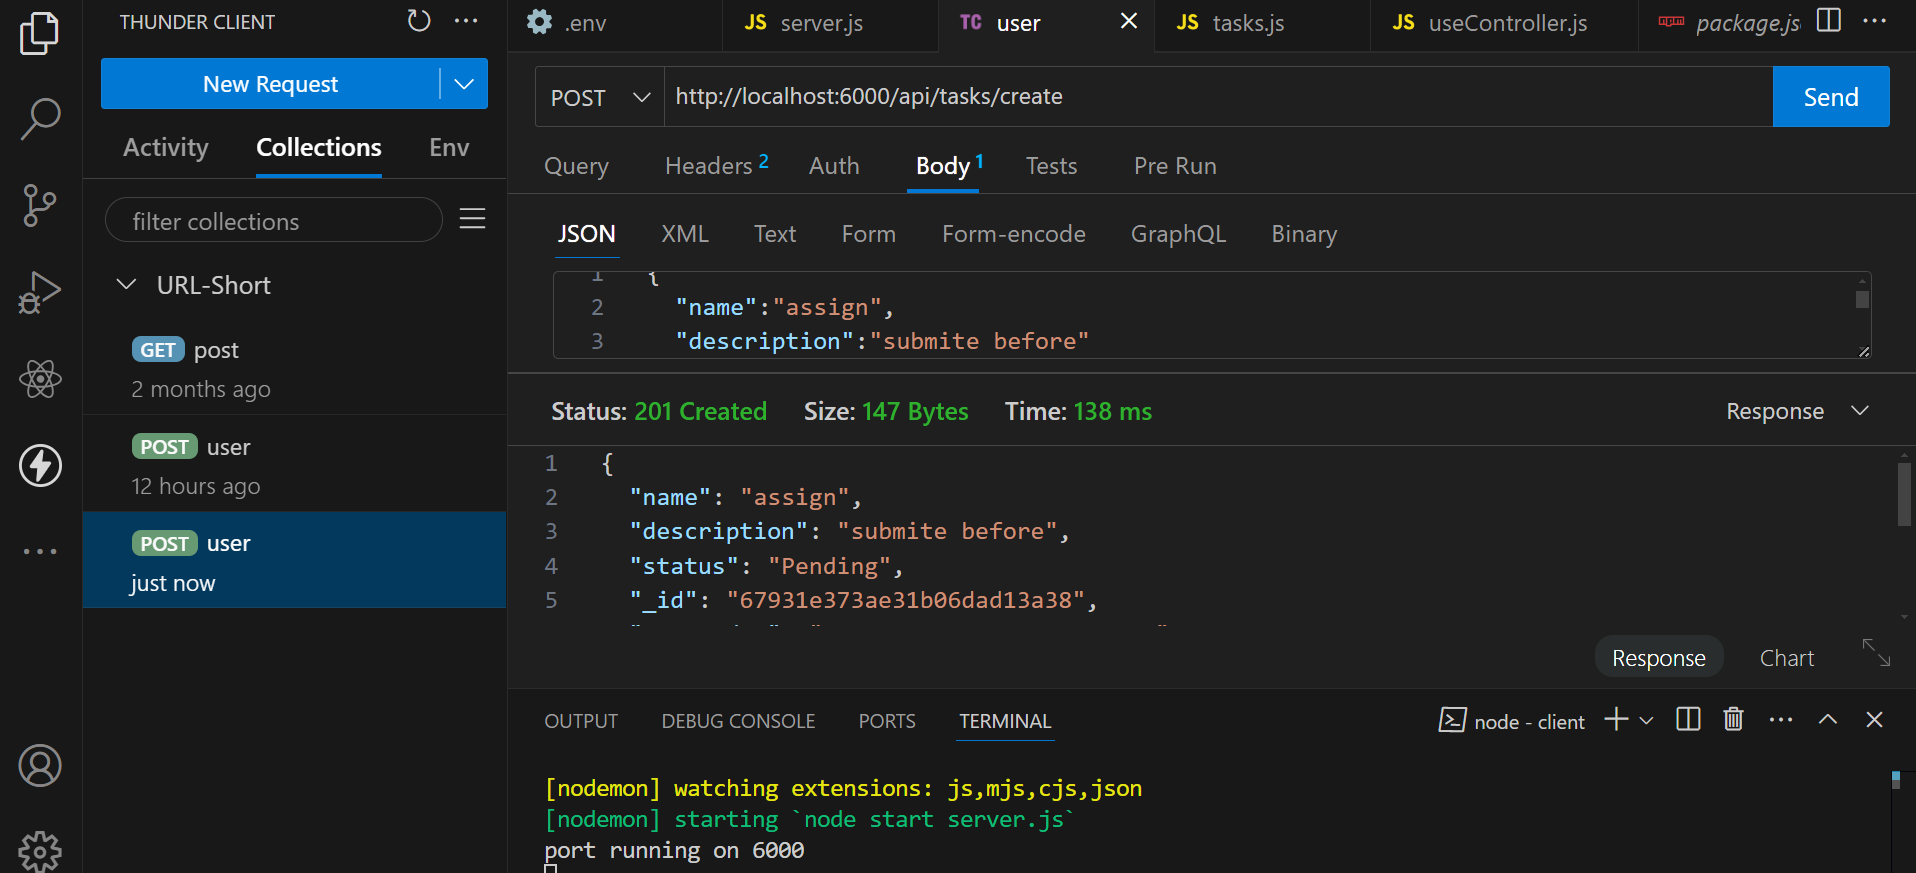 THUNDER CLIENT
New Request
Activity Collections Env
filter collections
URL-Short
GET post
2 months ago
POST user
12 hours ago
POST user
just now
.env
JS server.js
TC user
JS tasks.js
JS useController.js
npm package.js
POST http://localhost:6000/api/tasks/create Send
Query Headers 2 Auth Body 1 Tests Pre Run
JSON XML Text Form Form-encode GraphQL Binary
1 {
2 "name":"assign",
3 "description":"submite before"
Status: 201 Created Size: 147 Bytes Time: 138 ms Response
1 {
2 "name": "assign",
3 "description": "submite before",
4 "status": "Pending",
5 "_id": "67931e373ae31b06dad13a38",
Response Chart
OUTPUT DEBUG CONSOLE PORTS TERMINAL node - client
[nodemon] watching extensions: js,mjs,cjs,json
[nodemon] starting `node start server.js`
port running on 6000